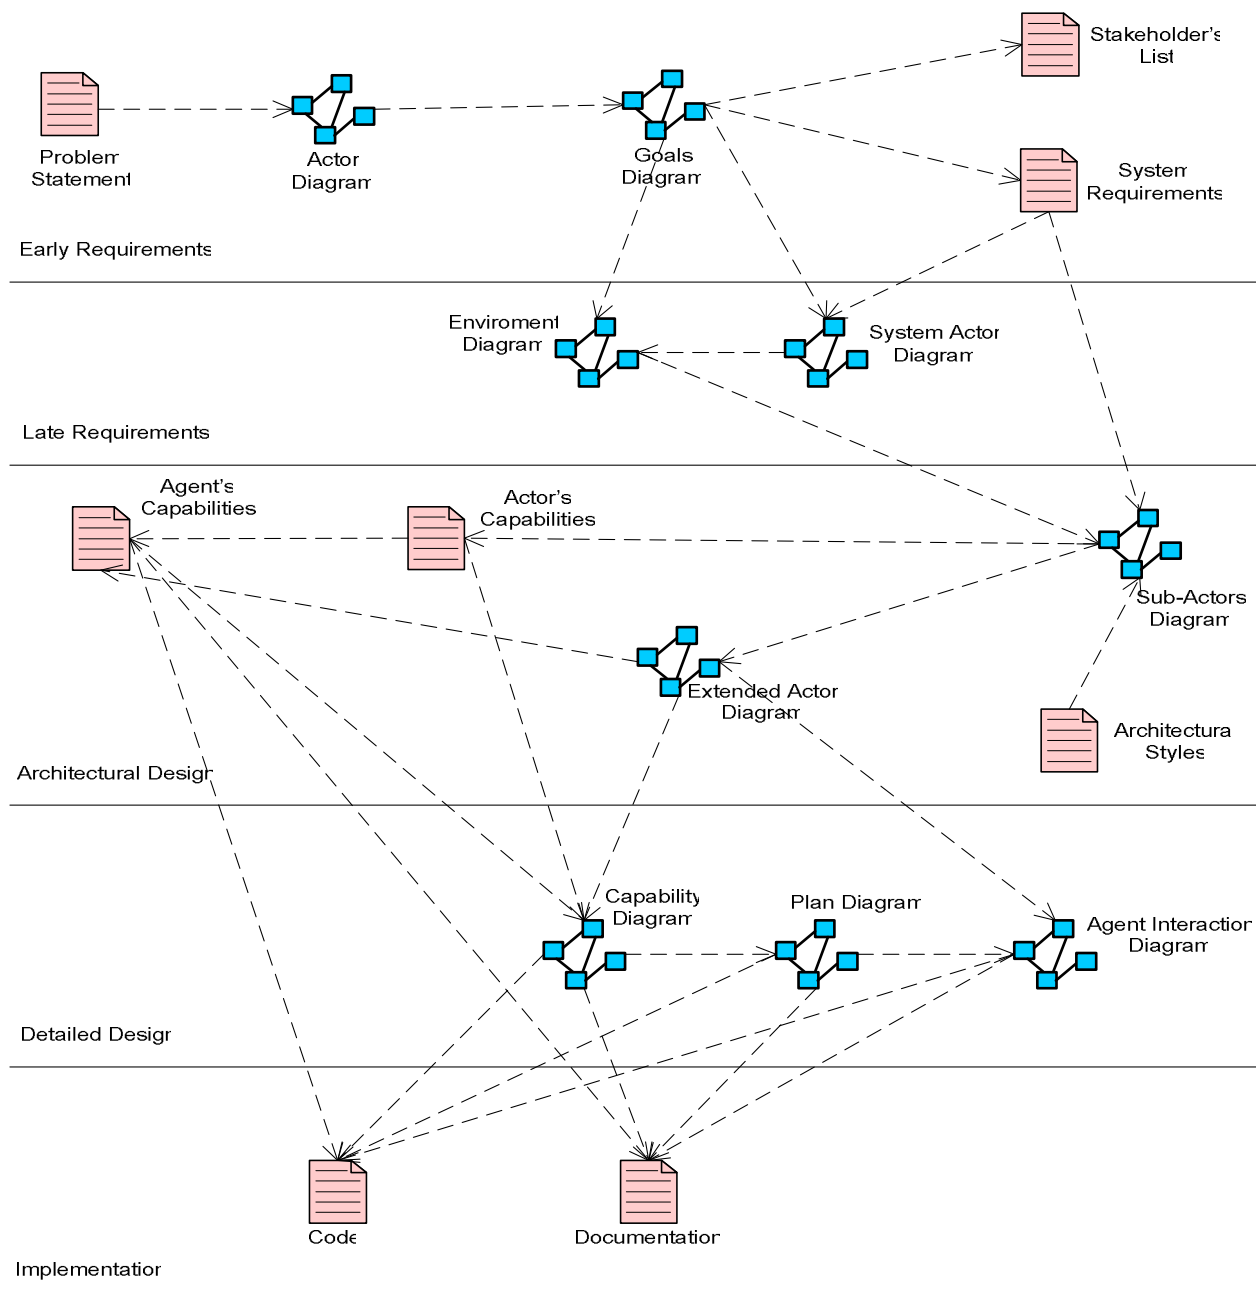 Stakeholder's
List
Problem
Statement
Actor
Diagram
Goals
Diagram
System
Requirements
Early Requirements
Enviroment
Diagram
System Actor
Diagram
Late Requirements
Agent's
Capabilities
Actor's
Capabilities
Sub-Actors
Diagram
Extended Actor
Diagram
Architectura
Styles
Architectural Design
Capability
Diagram
Plan Diagram
Agent Interaction
Diagram
Detailed Design
Code
Documentation
Implementation